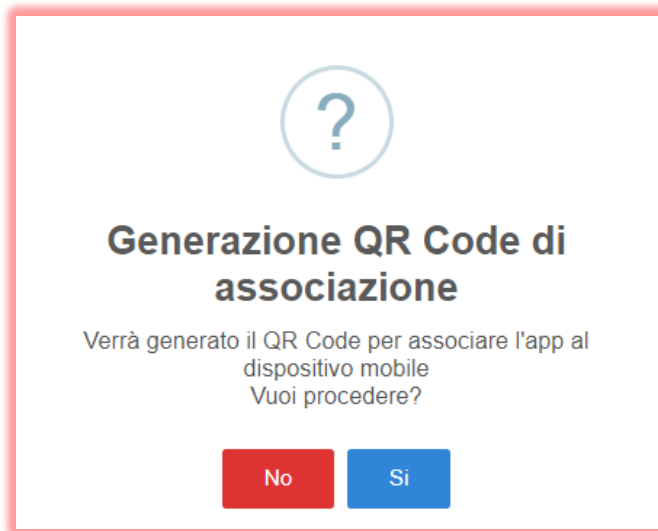 ?
Generazione QR Code di
associazione
Verrà generato il QR Code per associare l'app al
dispositivo mobile
Vuoi procedere?
No
Si